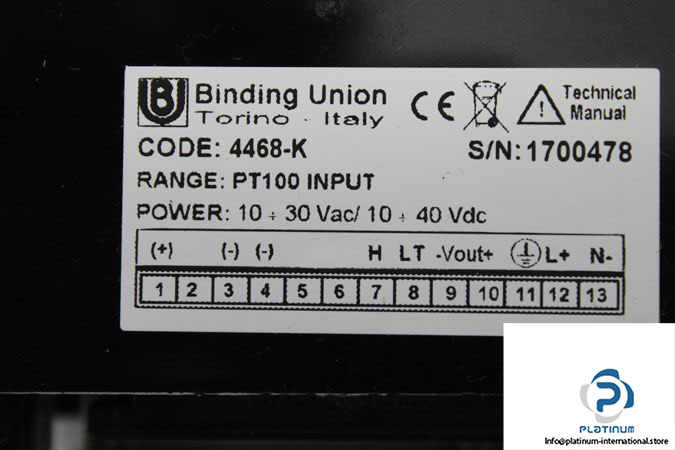 BU Binding Union
Torino - Italy
CE
Technical
Manual
CODE: 4468-K
S/N: 1700478
RANGE: PT100 INPUT
POWER: 10 ÷ 30 Vac/ 10 ÷ 40 Vdc
(+) (-) (-) H LT -Vout+ L+ N-
1 2 3 4 5 6 7 8 9 10 11 12 13
PLATINUM
Info@platinum-international.store